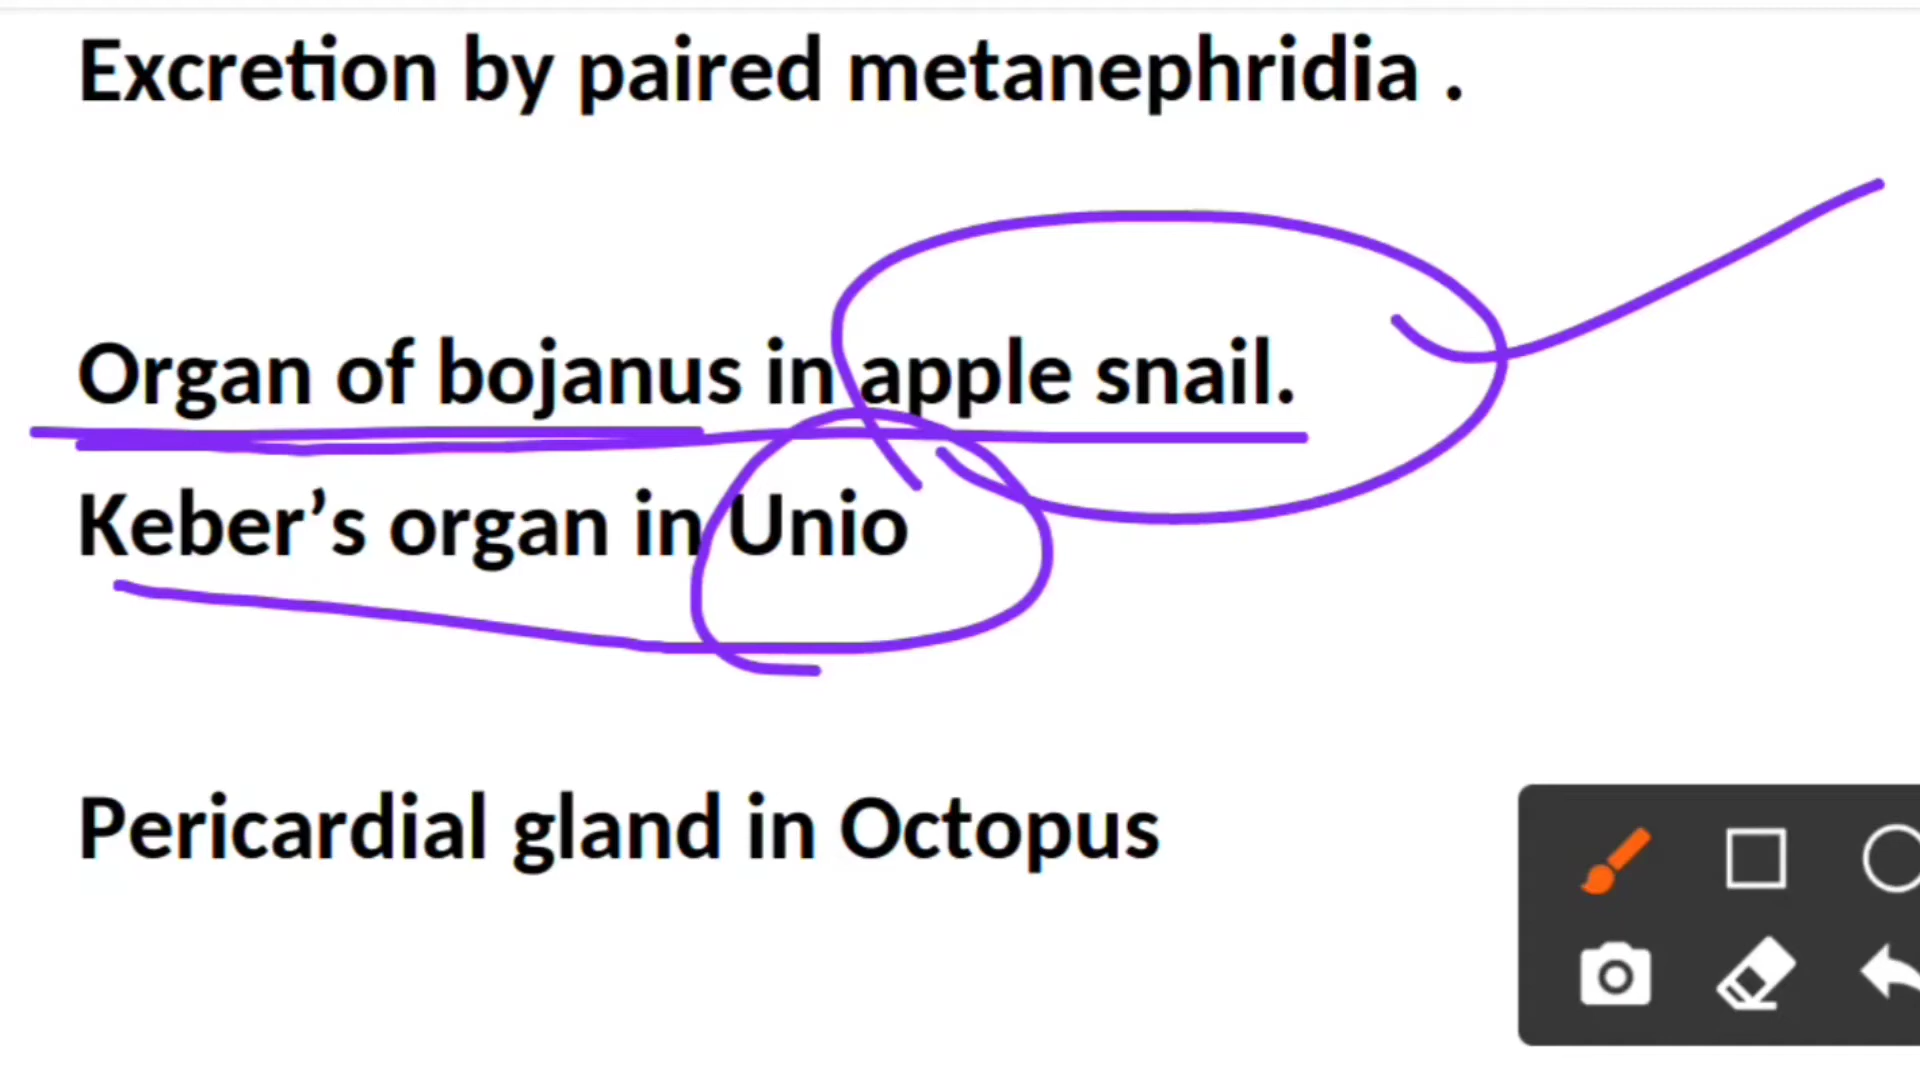 Excretion by paired metanephridia .
Organ of bojanus in apple snail.
Keber’s organ in Unio
Pericardial gland in Octopus